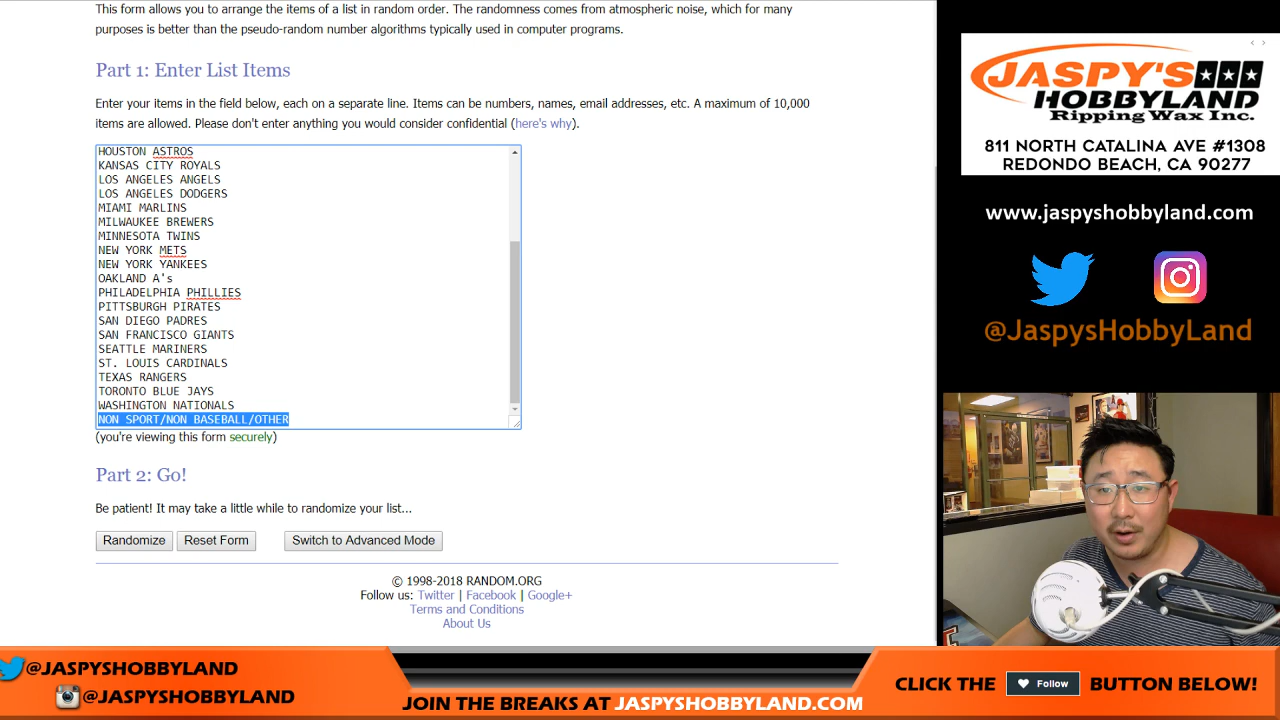 This form allows you to arrange the items of a list in random order. The randomness comes from atmospheric noise, which for many
purposes is better than the pseudo-random number algorithms typically used in computer programs.
Part 1: Enter List Items
Enter your items in the field below, each on a separate line. Items can be numbers, names, email addresses, etc. A maximum of 10,000
items are allowed. Please don't enter anything you would consider confidential (here's why).
HOUSTON ASTROS
KANSAS CITY ROYALS
LOS ANGELES ANGELS
LOS ANGELES DODGERS
MIAMI MARLINS
MILWAUKEE BREWERS
MINNESOTA TWINS
NEW YORK METS
NEW YORK YANKEES
OAKLAND A's
PHILADELPHIA PHILLIES
PITTSBURGH PIRATES
SAN DIEGO PADRES
SAN FRANCISCO GIANTS
SEATTLE MARINERS
ST. LOUIS CARDINALS
TEXAS RANGERS
TORONTO BLUE JAYS
WASHINGTON NATIONALS
NON SPORT/NON BASEBALL/OTHER
(you're viewing this form securely)
Part 2: Go!
Be patient! It may take a little while to randomize your list...
Randomize Reset Form Switch to Advanced Mode
© 1998-2018 RANDOM.ORG
Follow us: Twitter | Facebook | Google+
Terms and Conditions
About Us
JASPY'S
HOBBYLAND
Ripping Wax Inc.
811 NORTH CATALINA AVE #1308
REDONDO BEACH, CA 90277
www.jaspyshobbyland.com
@JaspysHobbyLand
@JASPYSHOBBYLAND
@JASPYSHOBBYLAND
JOIN THE BREAKS AT JASPYSHOBBYLAND.COM
CLICK THE Follow BUTTON BELOW!